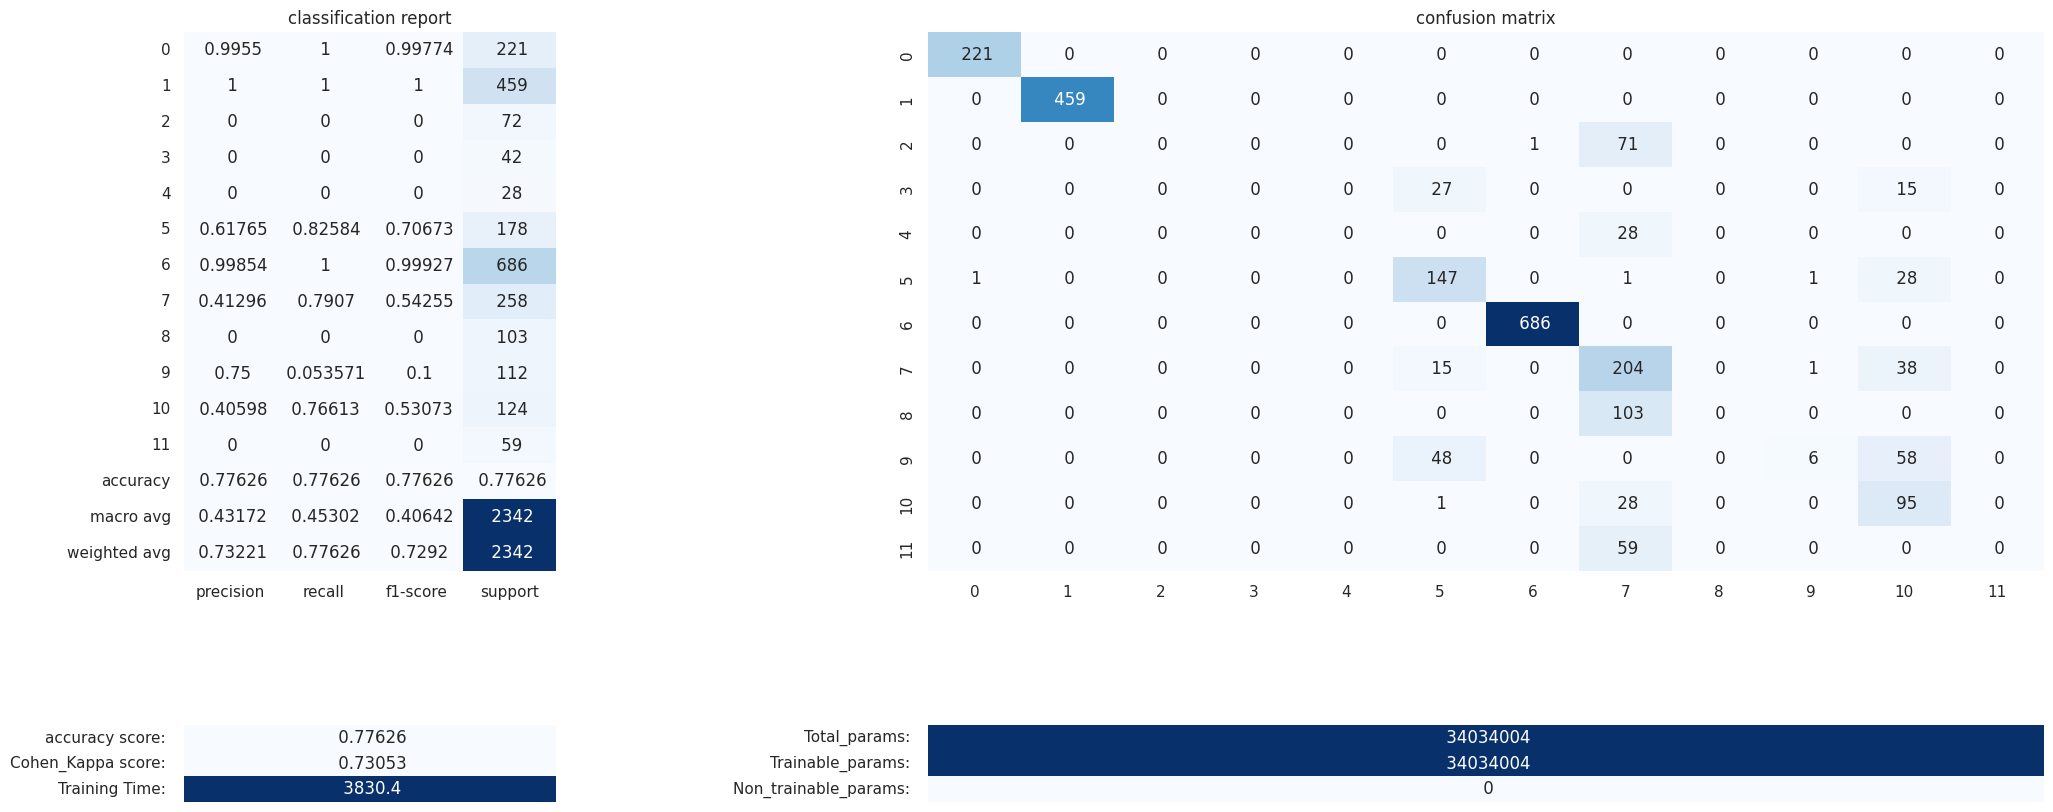 classification report
0 0.9955 1 0.99774 221
1 1 1 1 459
2 0 0 0 72
3 0 0 0 42
4 0 0 0 28
5 0.61765 0.82584 0.70673 178
6 0.99854 1 0.99927 686
7 0.41296 0.7907 0.54255 258
8 0 0 0 103
9 0.75 0.053571 0.1 112
10 0.40598 0.76613 0.53073 124
11 0 0 0 59
accuracy 0.77626 0.77626 0.77626 0.77626
macro avg 0.43172 0.45302 0.40642 2342
weighted avg 0.73221 0.77626 0.7292 2342
precision recall f1-score support
confusion matrix
0 221 0 0 0 0 0 0 0 0 0 0 0
1 0 459 0 0 0 0 0 0 0 0 0 0
2 0 0 0 0 0 0 1 71 0 0 0 0
3 0 0 0 0 0 27 0 0 0 0 15 0
4 0 0 0 0 0 0 0 28 0 0 0 0
5 1 0 0 0 0 147 0 1 0 1 28 0
6 0 0 0 0 0 0 686 0 0 0 0 0
7 0 0 0 0 0 15 0 204 0 1 38 0
8 0 0 0 0 0 0 0 103 0 0 0 0
9 0 0 0 0 0 48 0 0 0 6 58 0
10 0 0 0 0 0 1 0 28 0 0 95 0
11 0 0 0 0 0 0 0 59 0 0 0 0
0 1 2 3 4 5 6 7 8 9 10 11
accuracy score: 0.77626
Cohen_Kappa score: 0.73053
Training Time: 3830.4
Total_params: 34034004
Trainable_params: 34034004
Non_trainable_params: 0